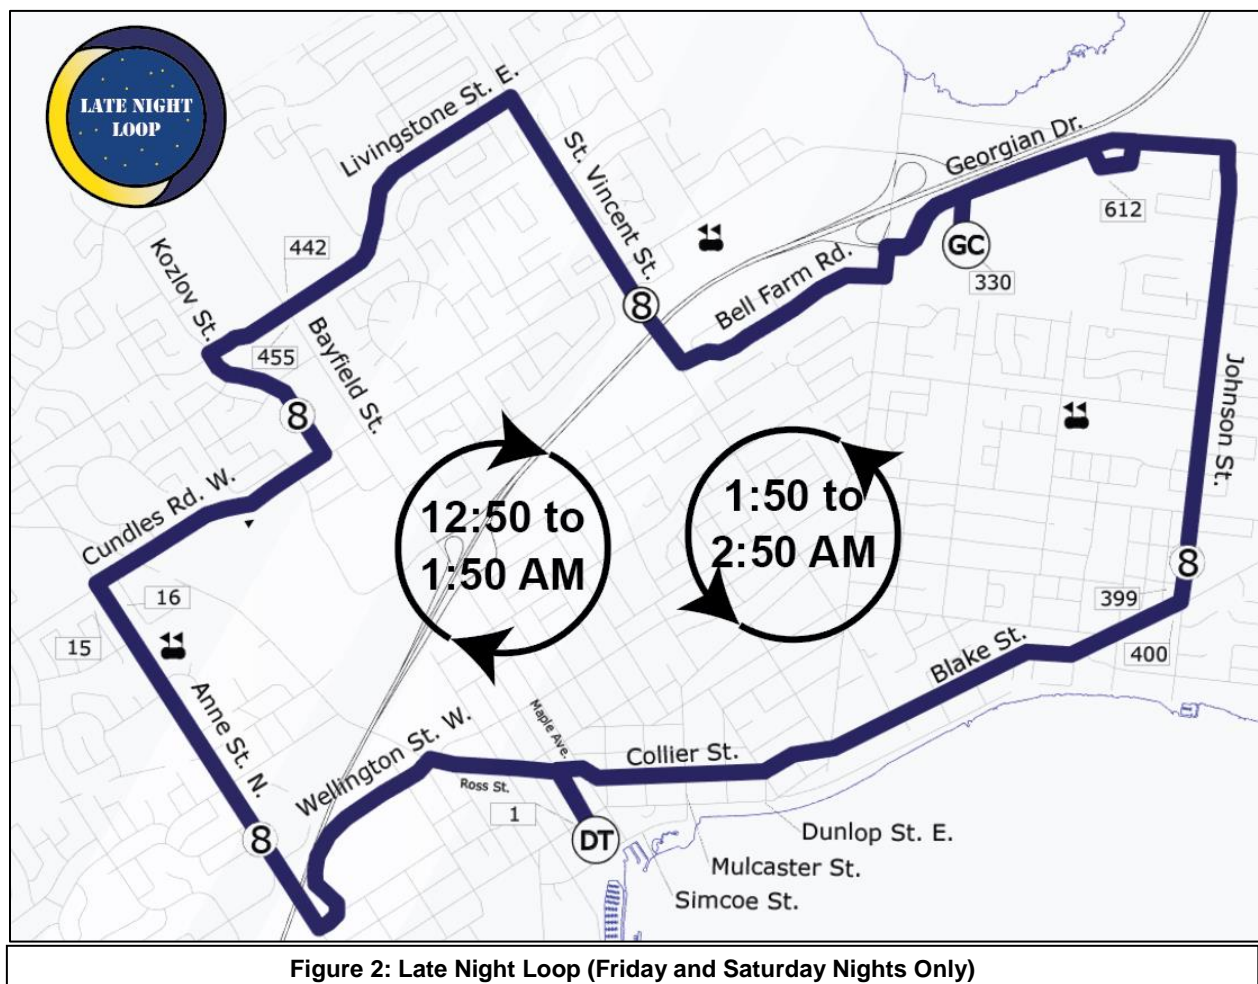 LATE NIGHT
LOOP
Livingstone St. E.
St. Vincent St.
Georgian Dr.
612
GC
330
Kozlov St.
442
8
Bell Farm Rd.
455
Bayfield St.
8
Johnson St.
Cundles Rd. W.
12:50 to
1:50 AM
1:50 to
2:50 AM
8
16
399
15
400
Blake St.
Anne St. N.
Maple Ave.
Wellington St. W.
Collier St.
Ross St.
1
8
DT
Dunlop St. E.
Mulcaster St.
Simcoe St.
Figure 2: Late Night Loop (Friday and Saturday Nights Only)